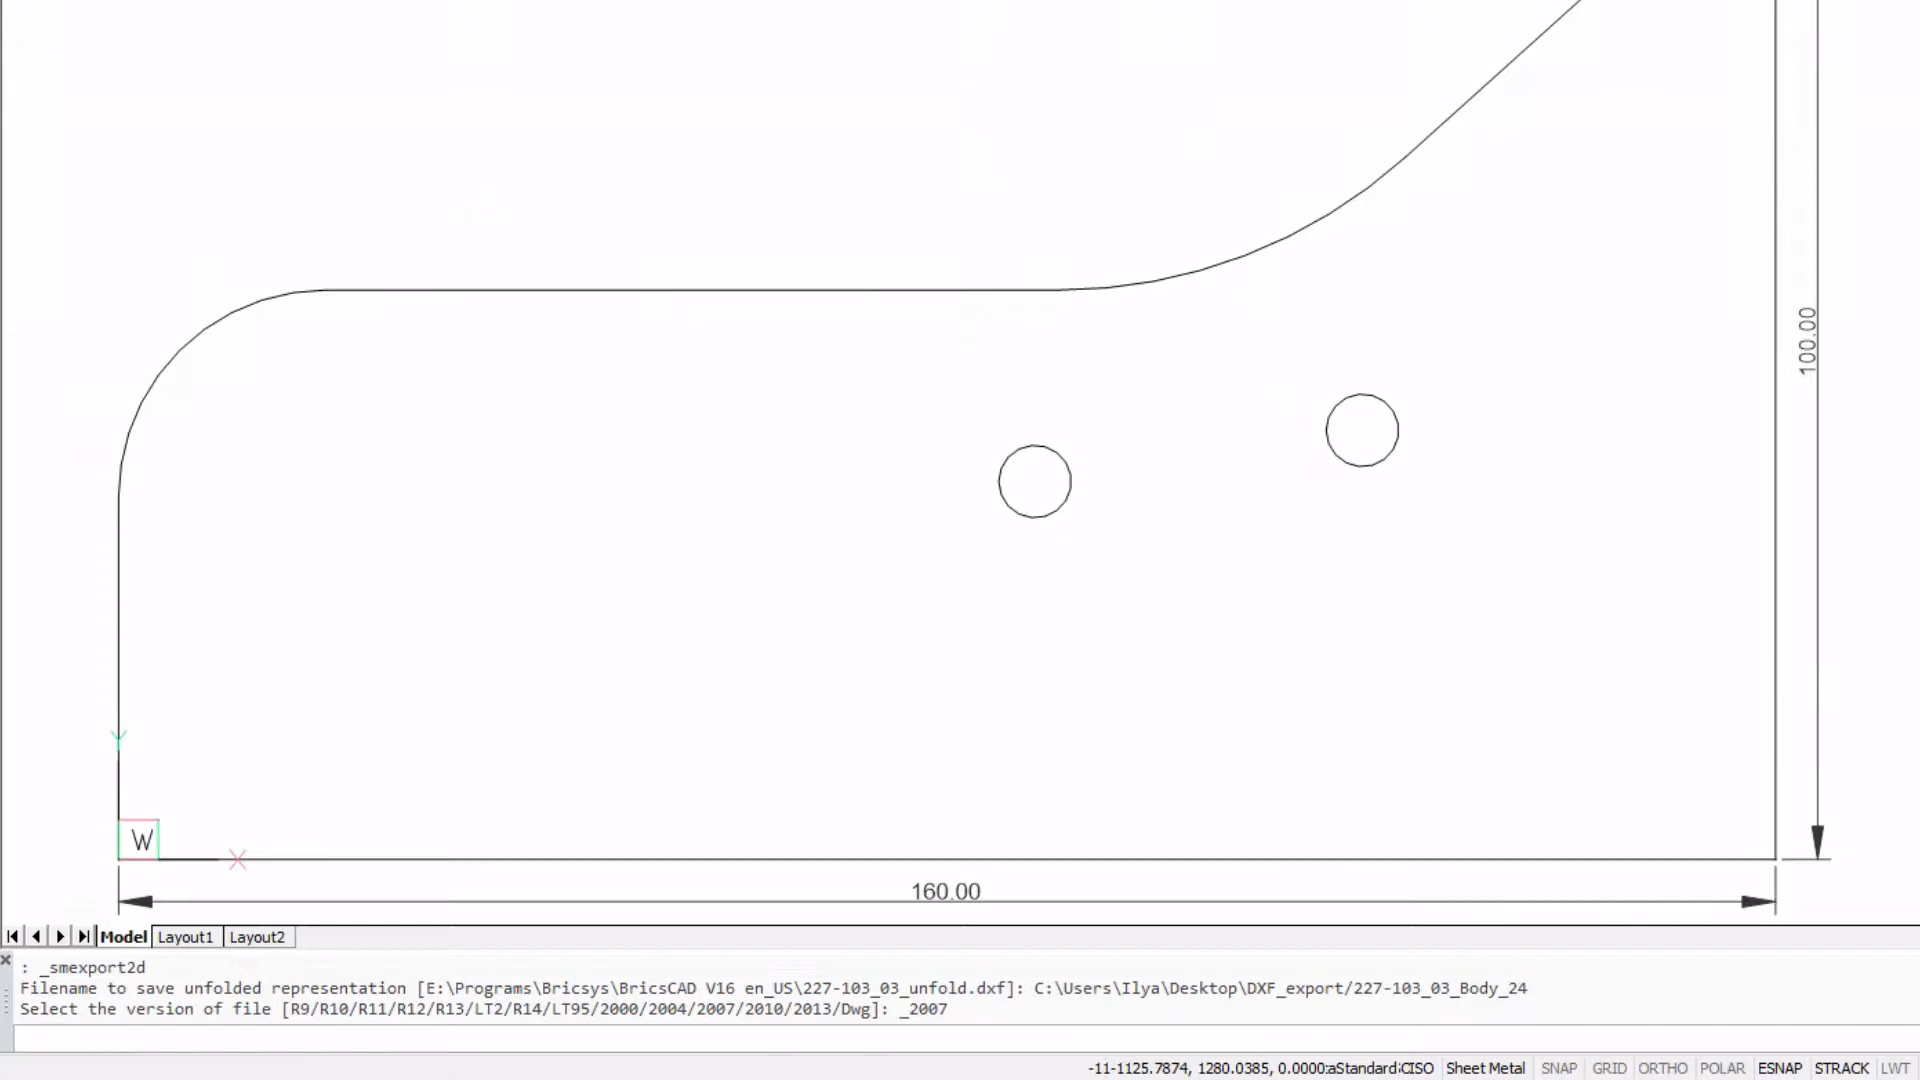 100.00
Y
W
X
160.00
Model Layout1 Layout2
: _smexport2d
Filename to save unfolded representation [E:\Programs\Bricsys\BricsCAD V16 en_US\227-103_03_unfold.dxf]: C:\Users\Ilya\Desktop\DXF_export/227-103_03_Body_24
Select the version of file [R9/R10/R11/R12/R13/LT2/R14/LT95/2000/2004/2007/2010/2013/Dwg]: _2007
-11-1125.7874, 1280.0385, 0.0000 Standard ISO Sheet Metal SNAP GRID ORTHO POLAR ESNAP STRACK LWT